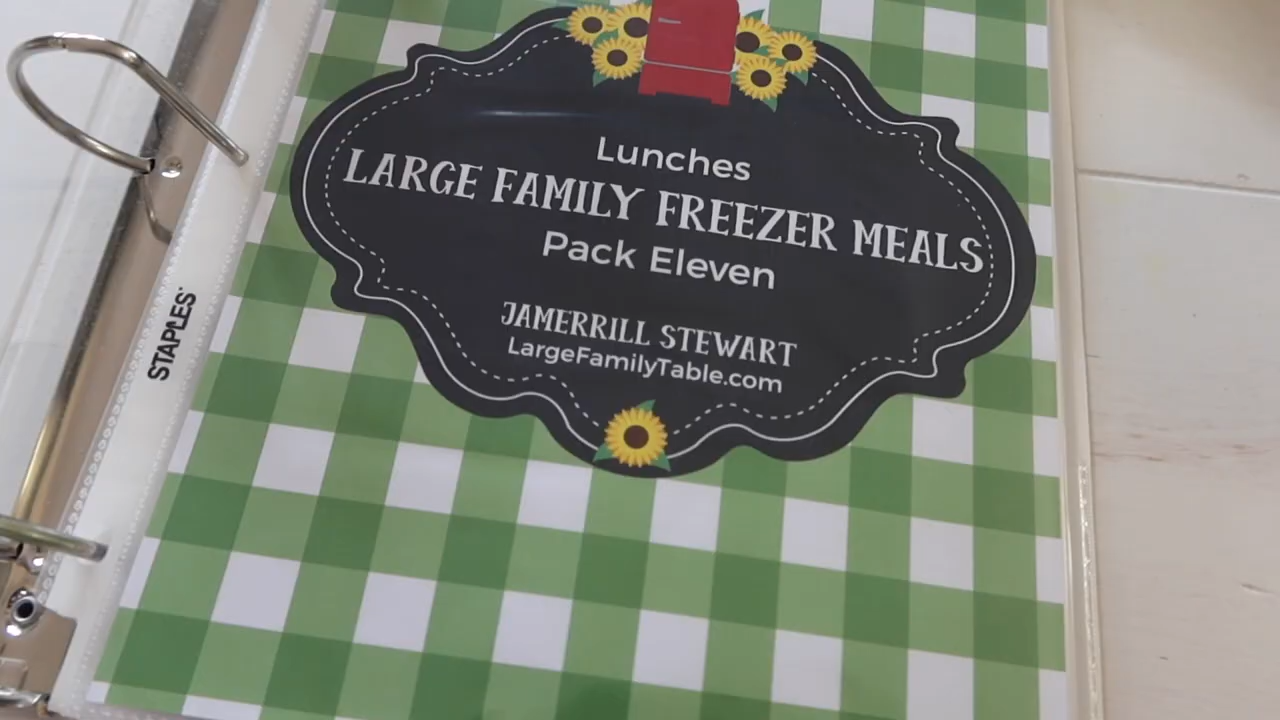 Lunches
LARGE FAMILY FREEZER MEALS
Pack Eleven
JAMERRILL STEWART
LargeFamilyTable.com
STAPLES